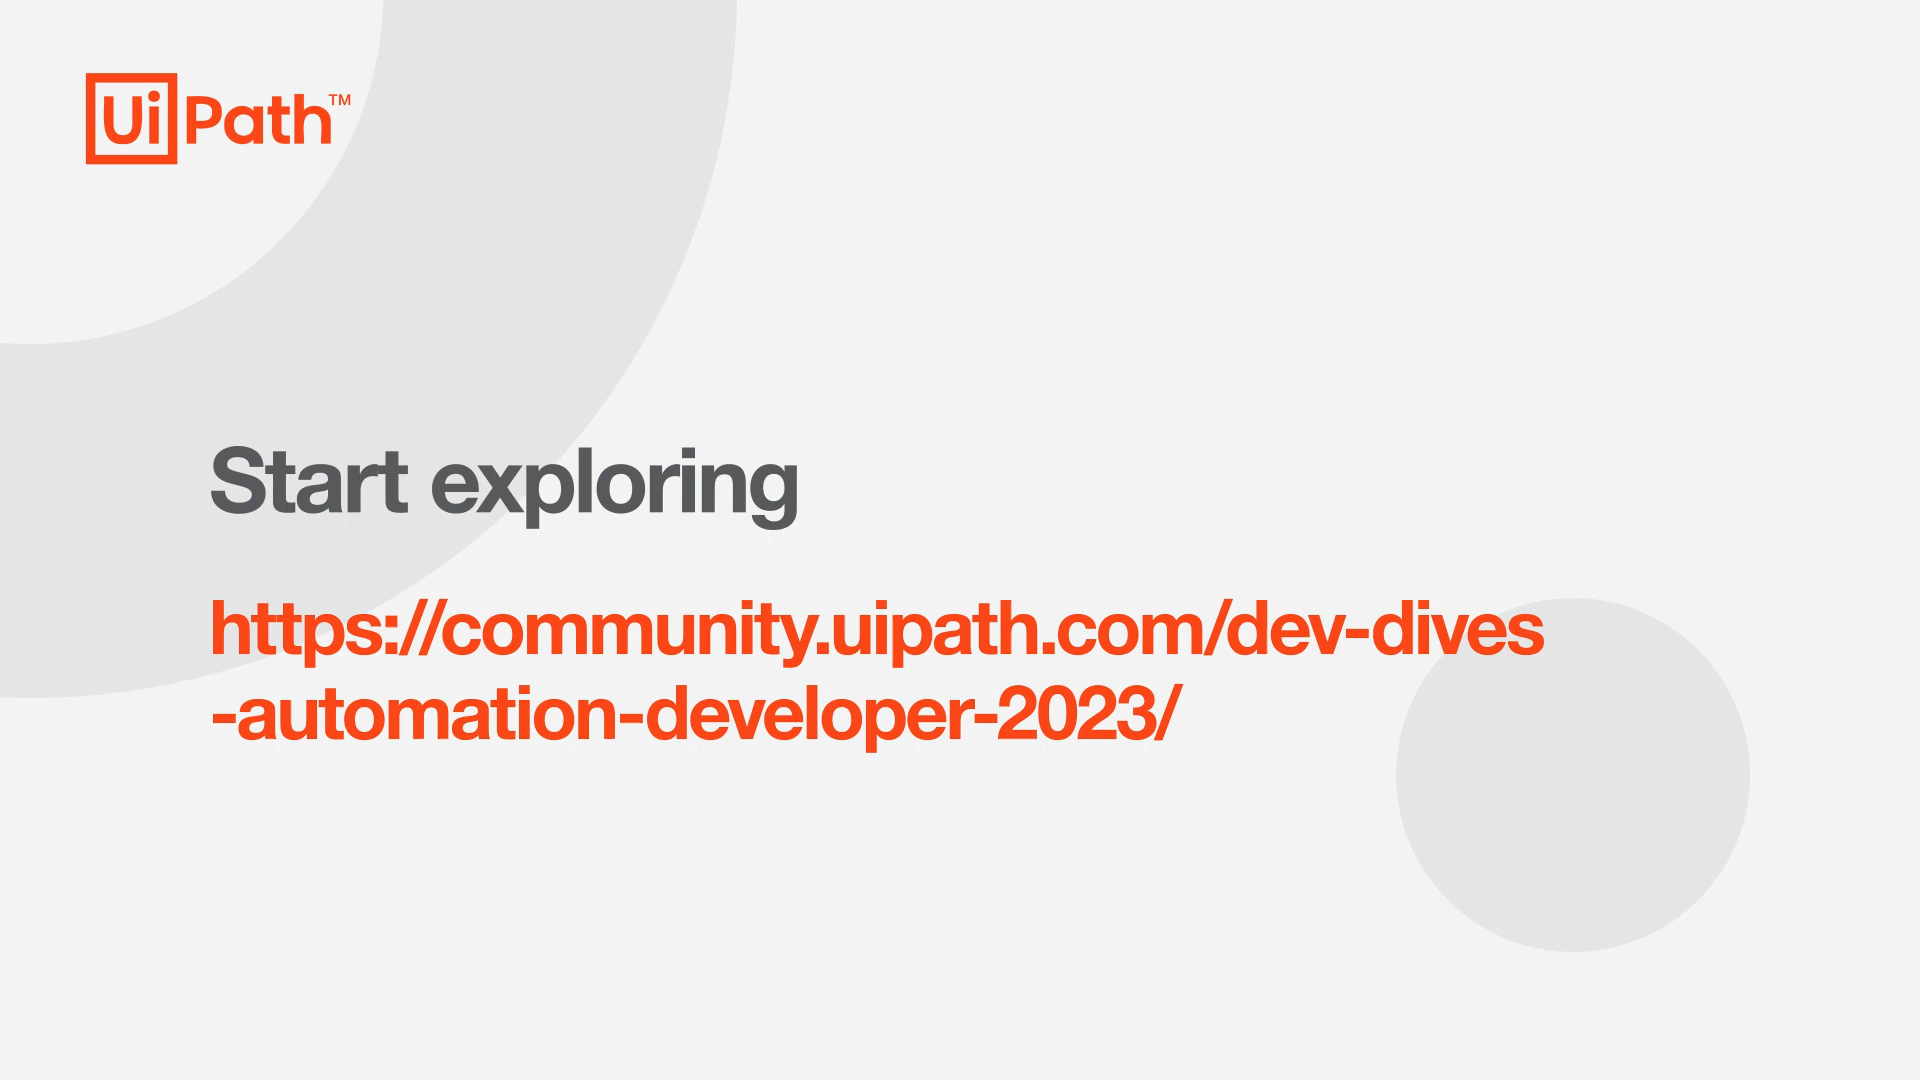 UiPath™
Start exploring
https://community.uipath.com/dev-dives
-automation-developer-2023/